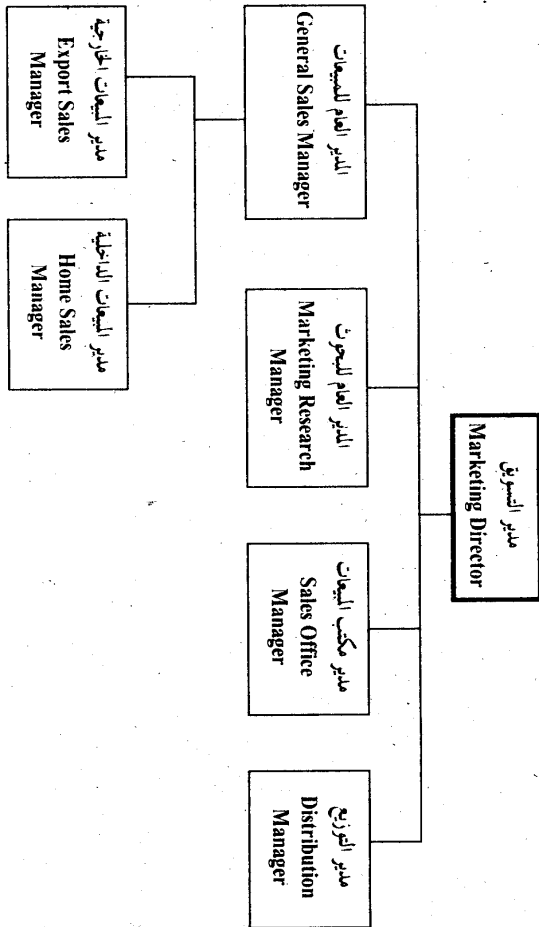 مدير التسويق
Marketing Director
المدير العام للمبيعات
General Sales Manager
المدير العام للبحوث
Marketing Research
Manager
مدير مكتب المبيعات
Sales Office
Manager
مدير التوزيع
Distribution
Manager
مدير المبيعات الخارجية
Export Sales
Manager
مدير المبيعات الداخلية
Home Sales
Manager